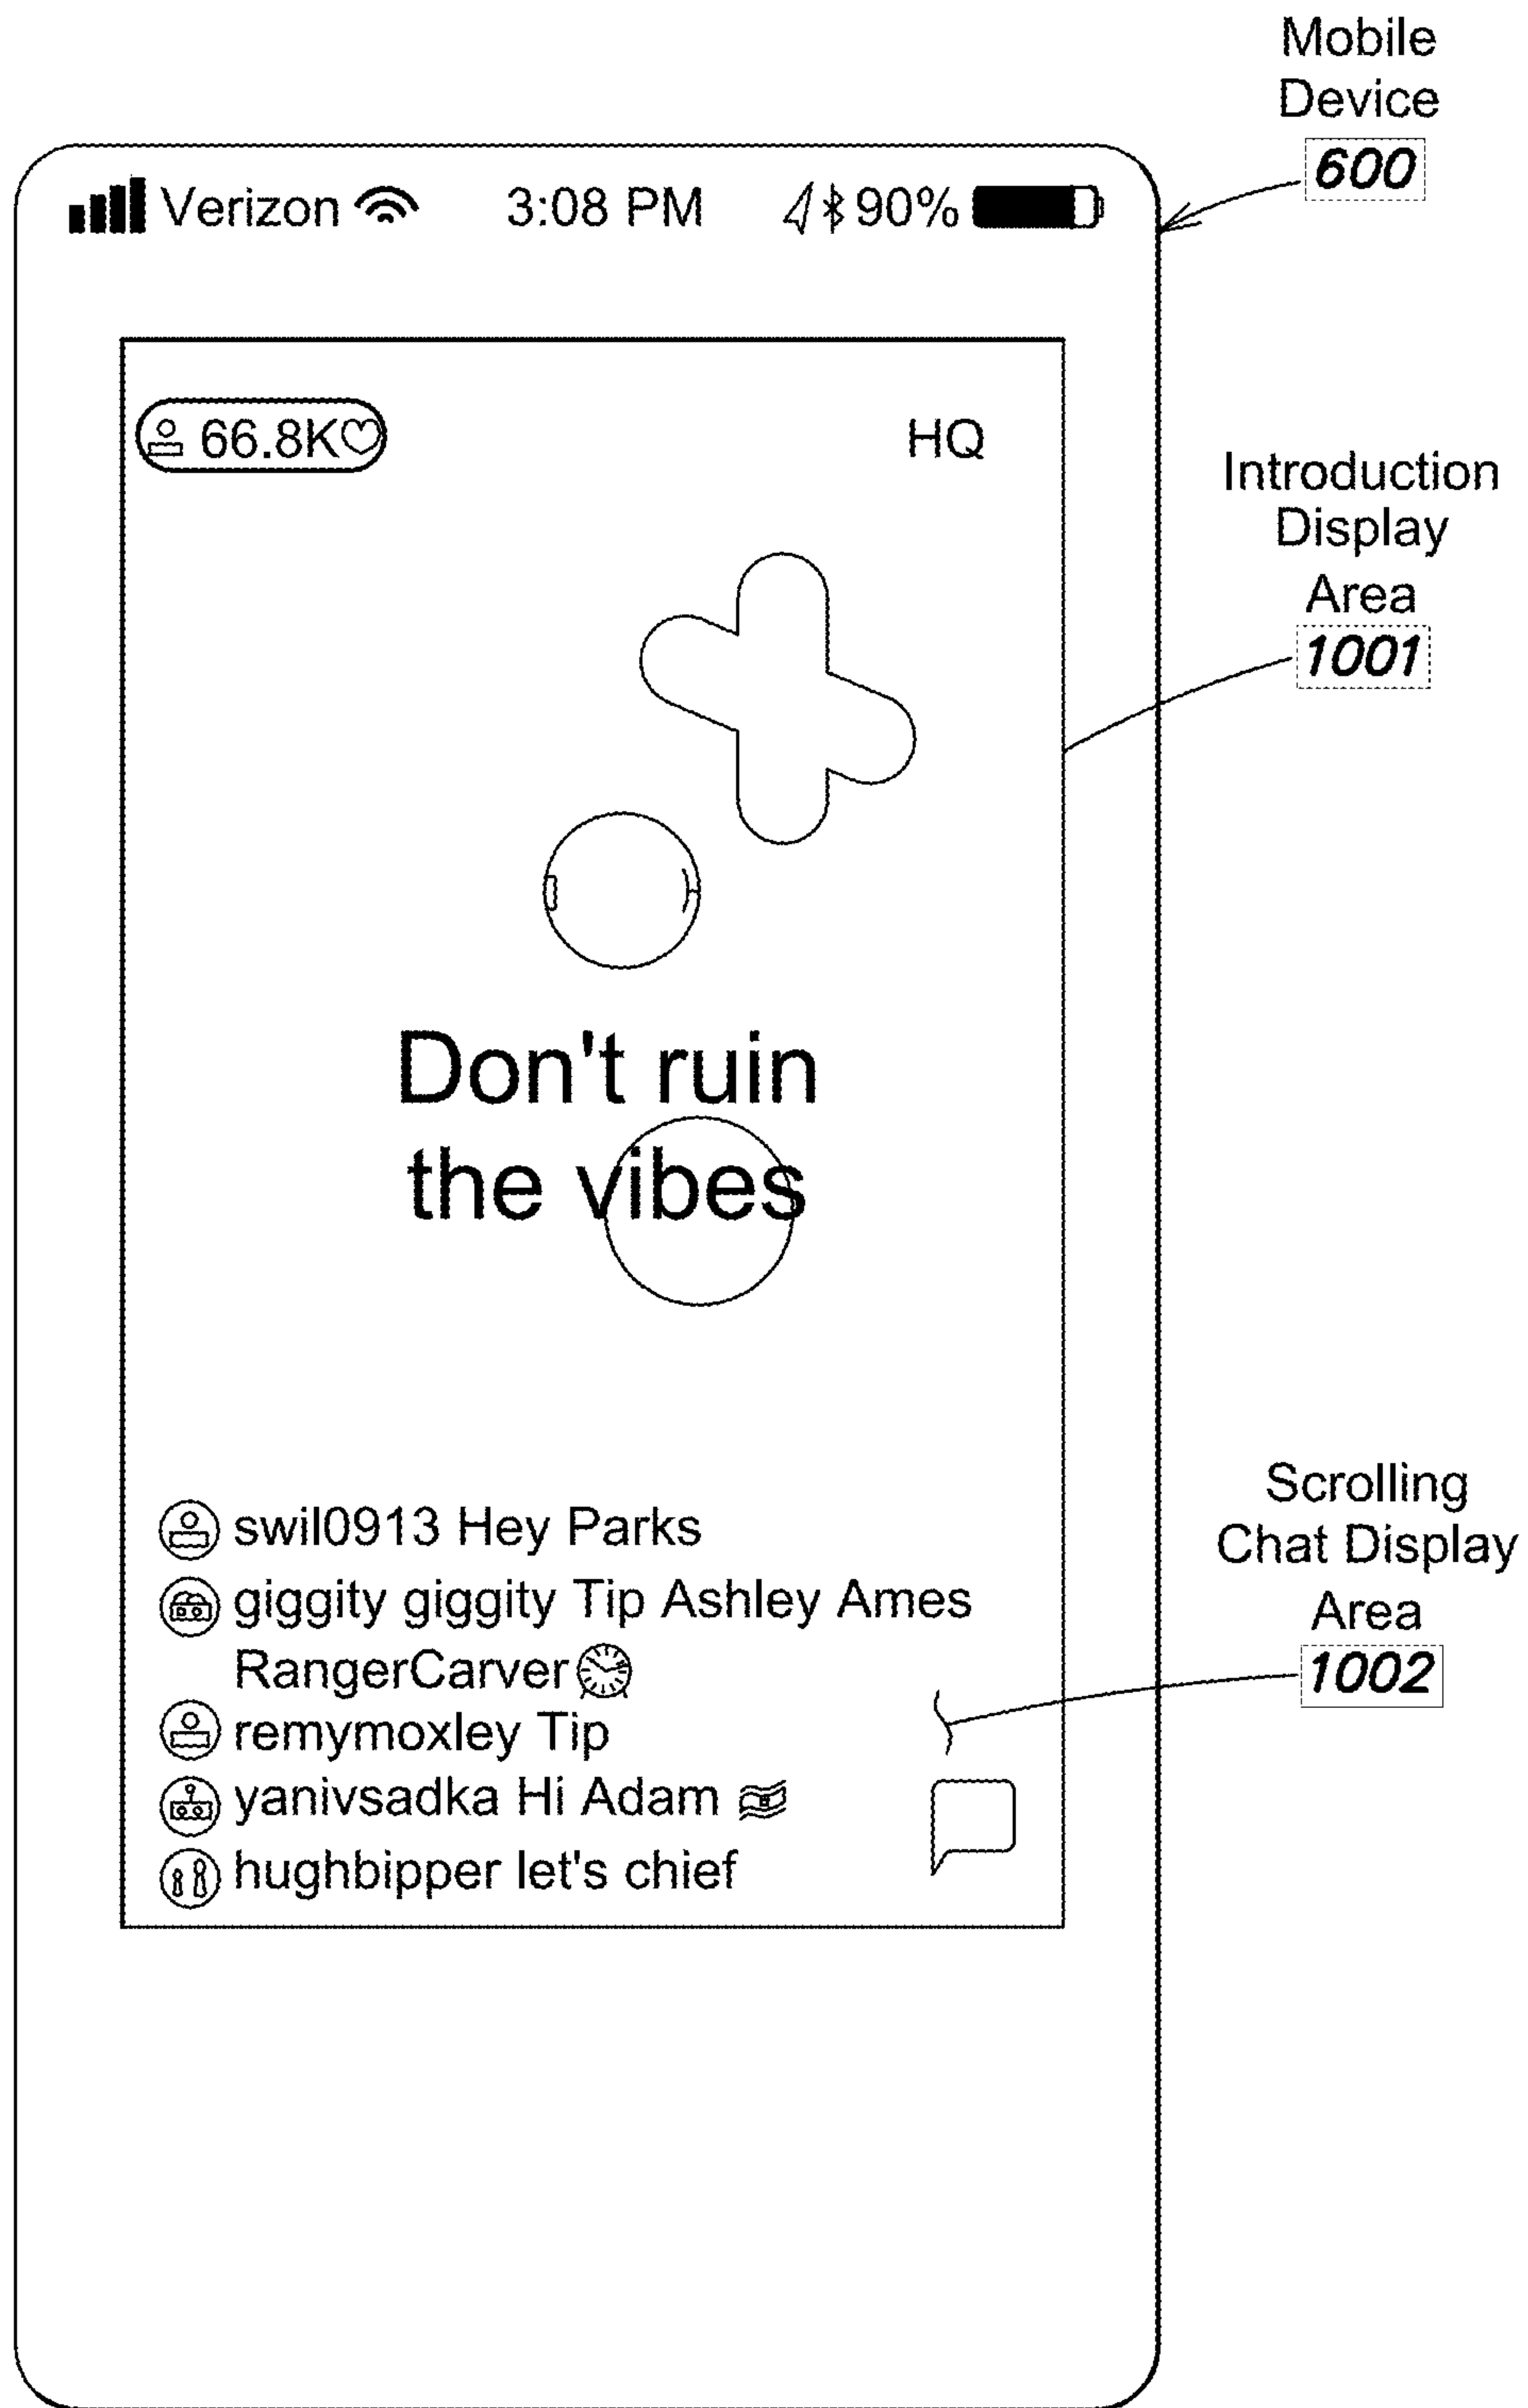 Mobile
Device
600
Verizon 3:08 PM 90%
66.8K HQ
Introduction
Display
Area
1001
Don't ruin
the vibes
swil0913 Hey Parks
giggity giggity Tip Ashley Ames
RangerCarver
remymoxley Tip
yanivsadka Hi Adam
hughbipper let's chief
Scrolling
Chat Display
Area
1002